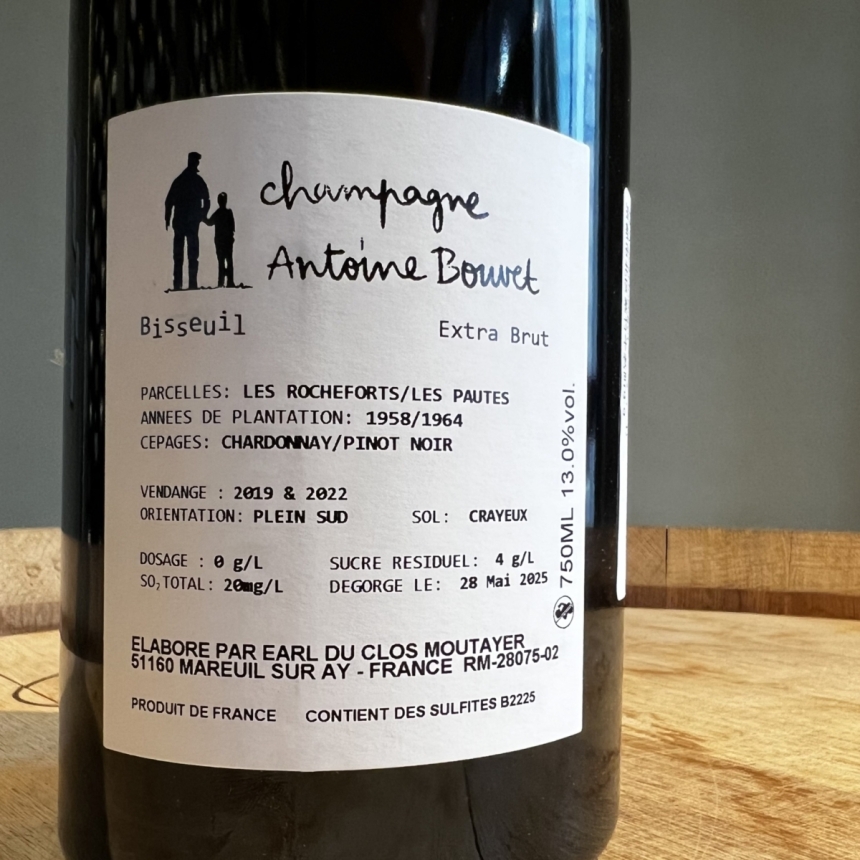 champagne
Antoine Bouvet
Bisseuil Extra Brut
PARCELLES: LES ROCHEFORTS/LES PAUTES
ANNEES DE PLANTATION: 1958/1964
CEPAGES: CHARDONNAY/PINOT NOIR
VENDANGE : 2019 & 2022
ORIENTATION: PLEIN SUD SOL: CRAYEUX
DOSAGE : 0 g/L SUCRE RESIDUEL: 4 g/L
SO2TOTAL: 20mg/L DEGORGE LE: 28 Mai 2025
750ML 13.0%vol.
ELABORE PAR EARL DU CLOS MOUTAYER
51160 MAREUIL SUR AY - FRANCE RM-28075-02
PRODUIT DE FRANCE CONTIENT DES SULFITES B2225